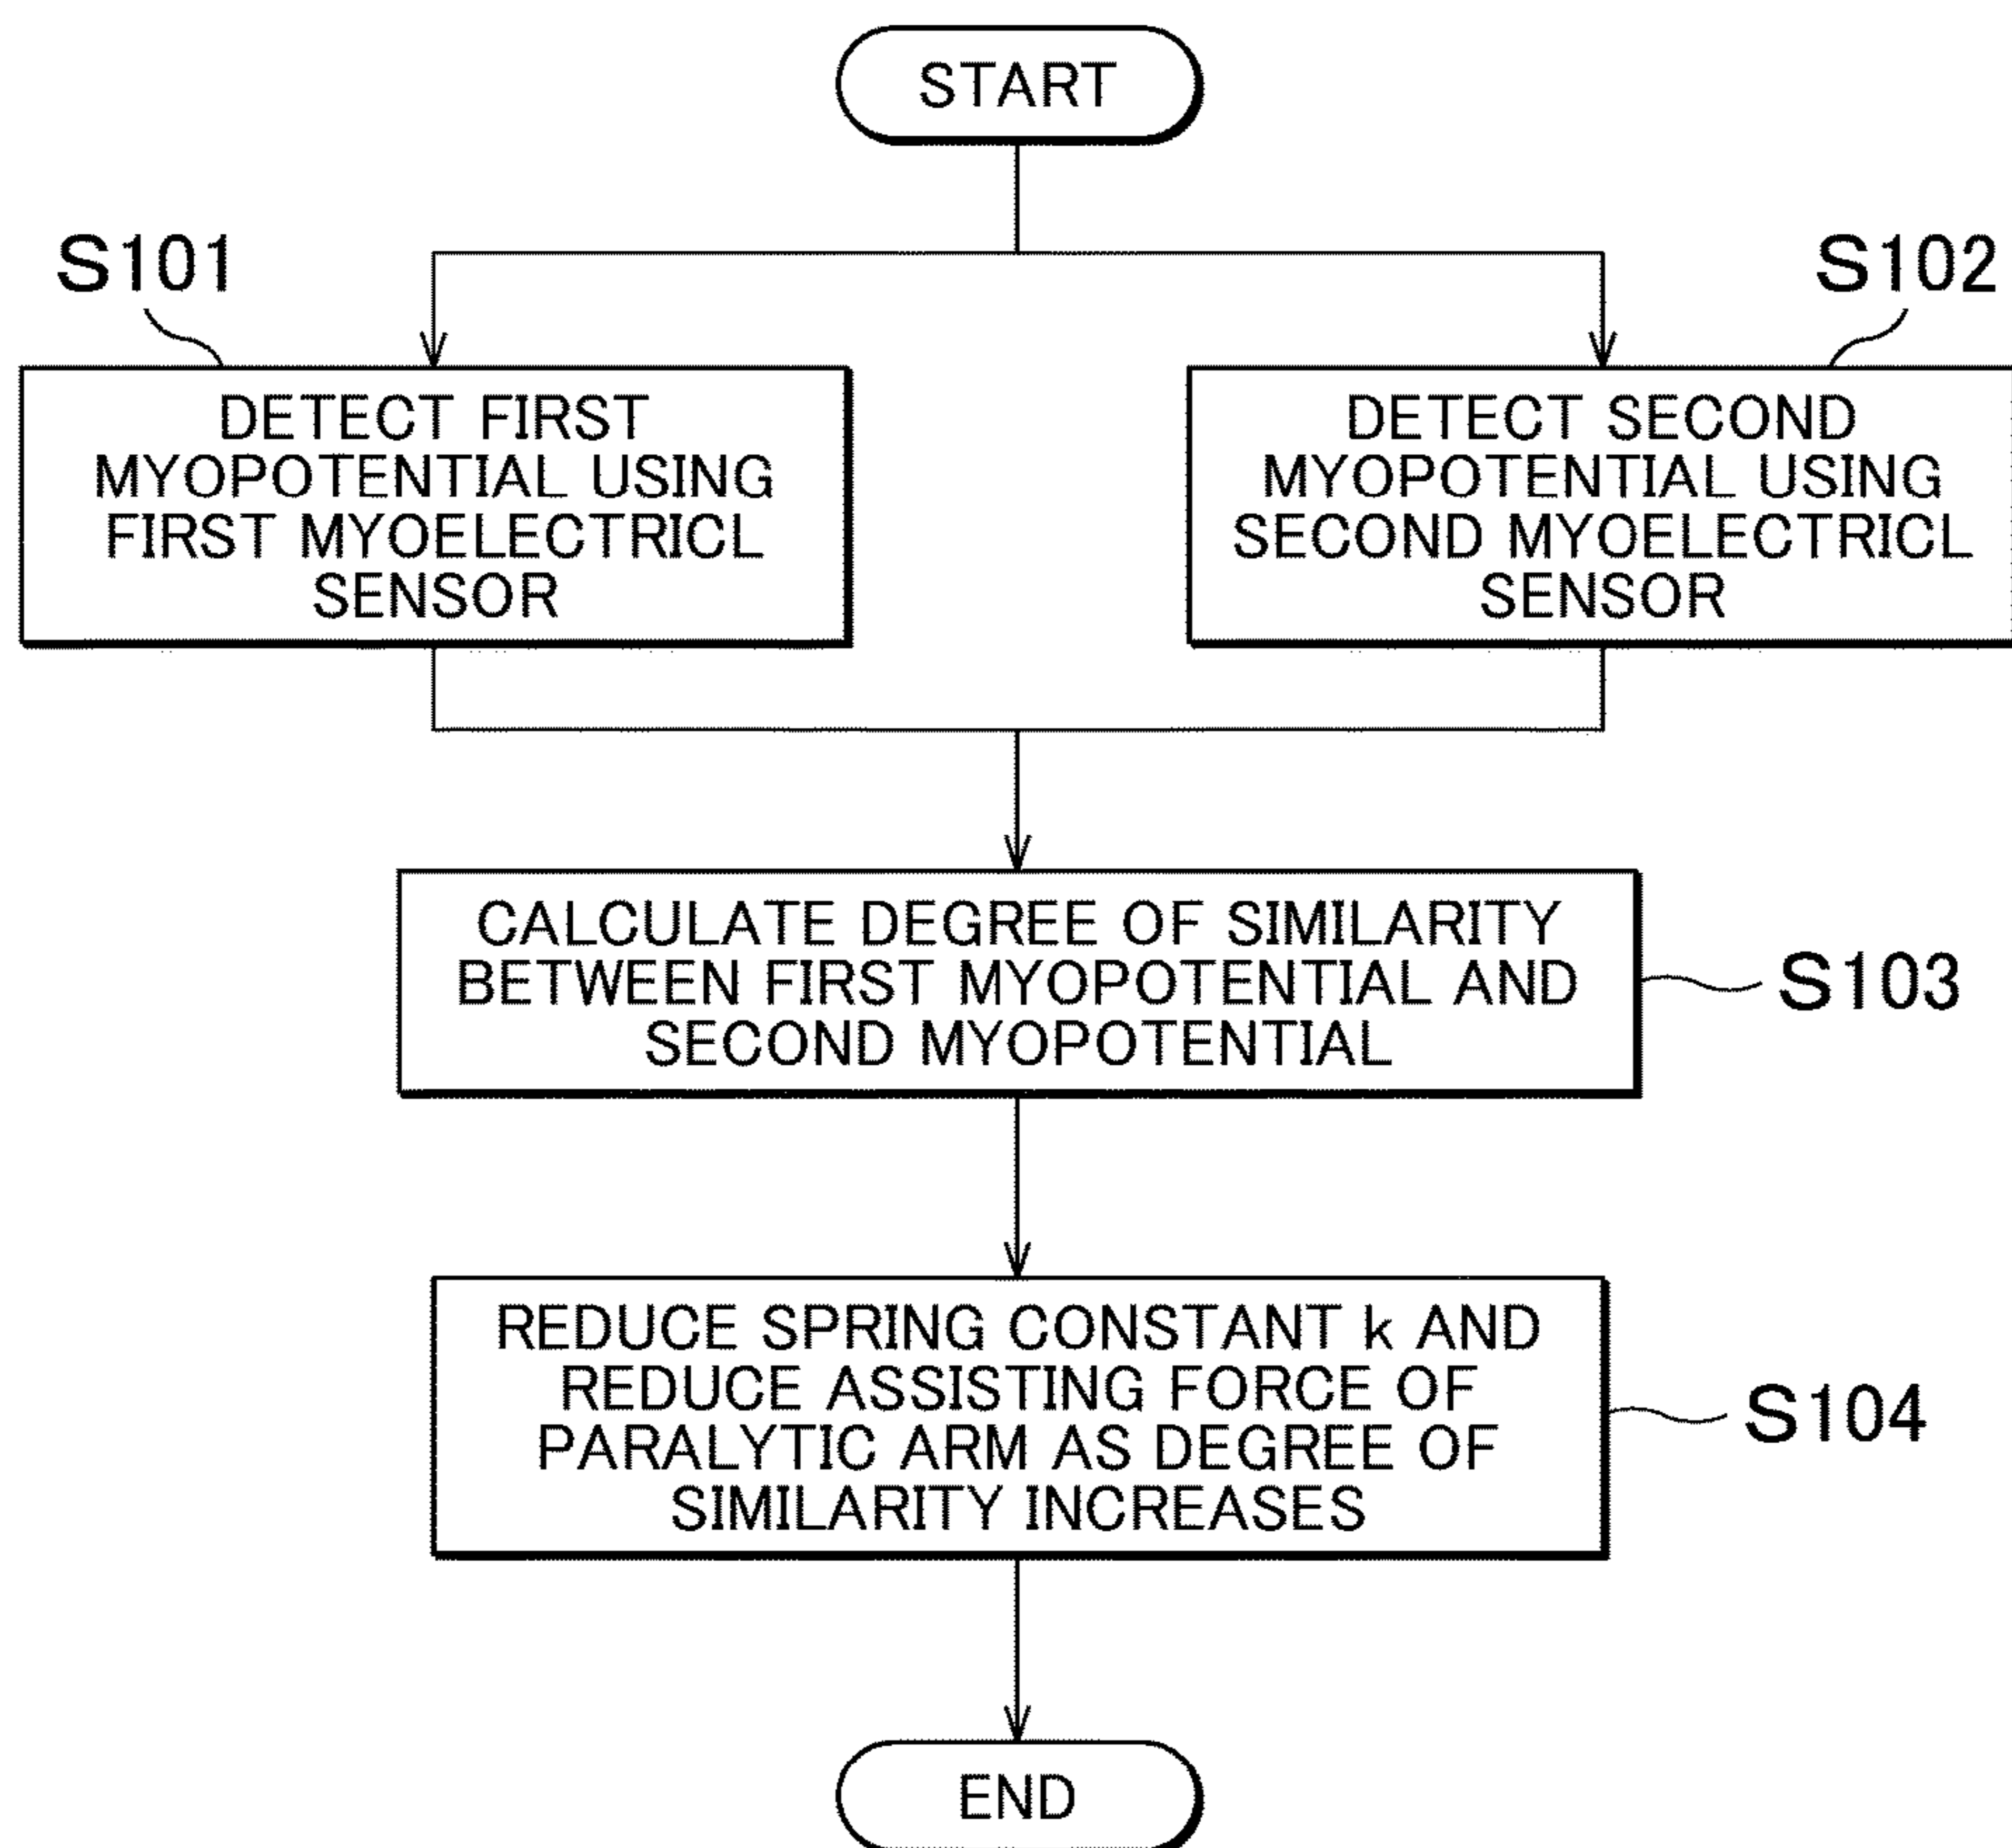 START
S101
S102
DETECT FIRST
MYOPOTENTIAL USING
FIRST MYOELECTRICL
SENSOR
DETECT SECOND
MYOPOTENTIAL USING
SECOND MYOELECTRICL
SENSOR
CALCULATE DEGREE OF SIMILARITY
BETWEEN FIRST MYOPOTENTIAL AND
SECOND MYOPOTENTIAL
S103
REDUCE SPRING CONSTANT k AND
REDUCE ASSISTING FORCE OF
PARALYTIC ARM AS DEGREE OF
SIMILARITY INCREASES
S104
END